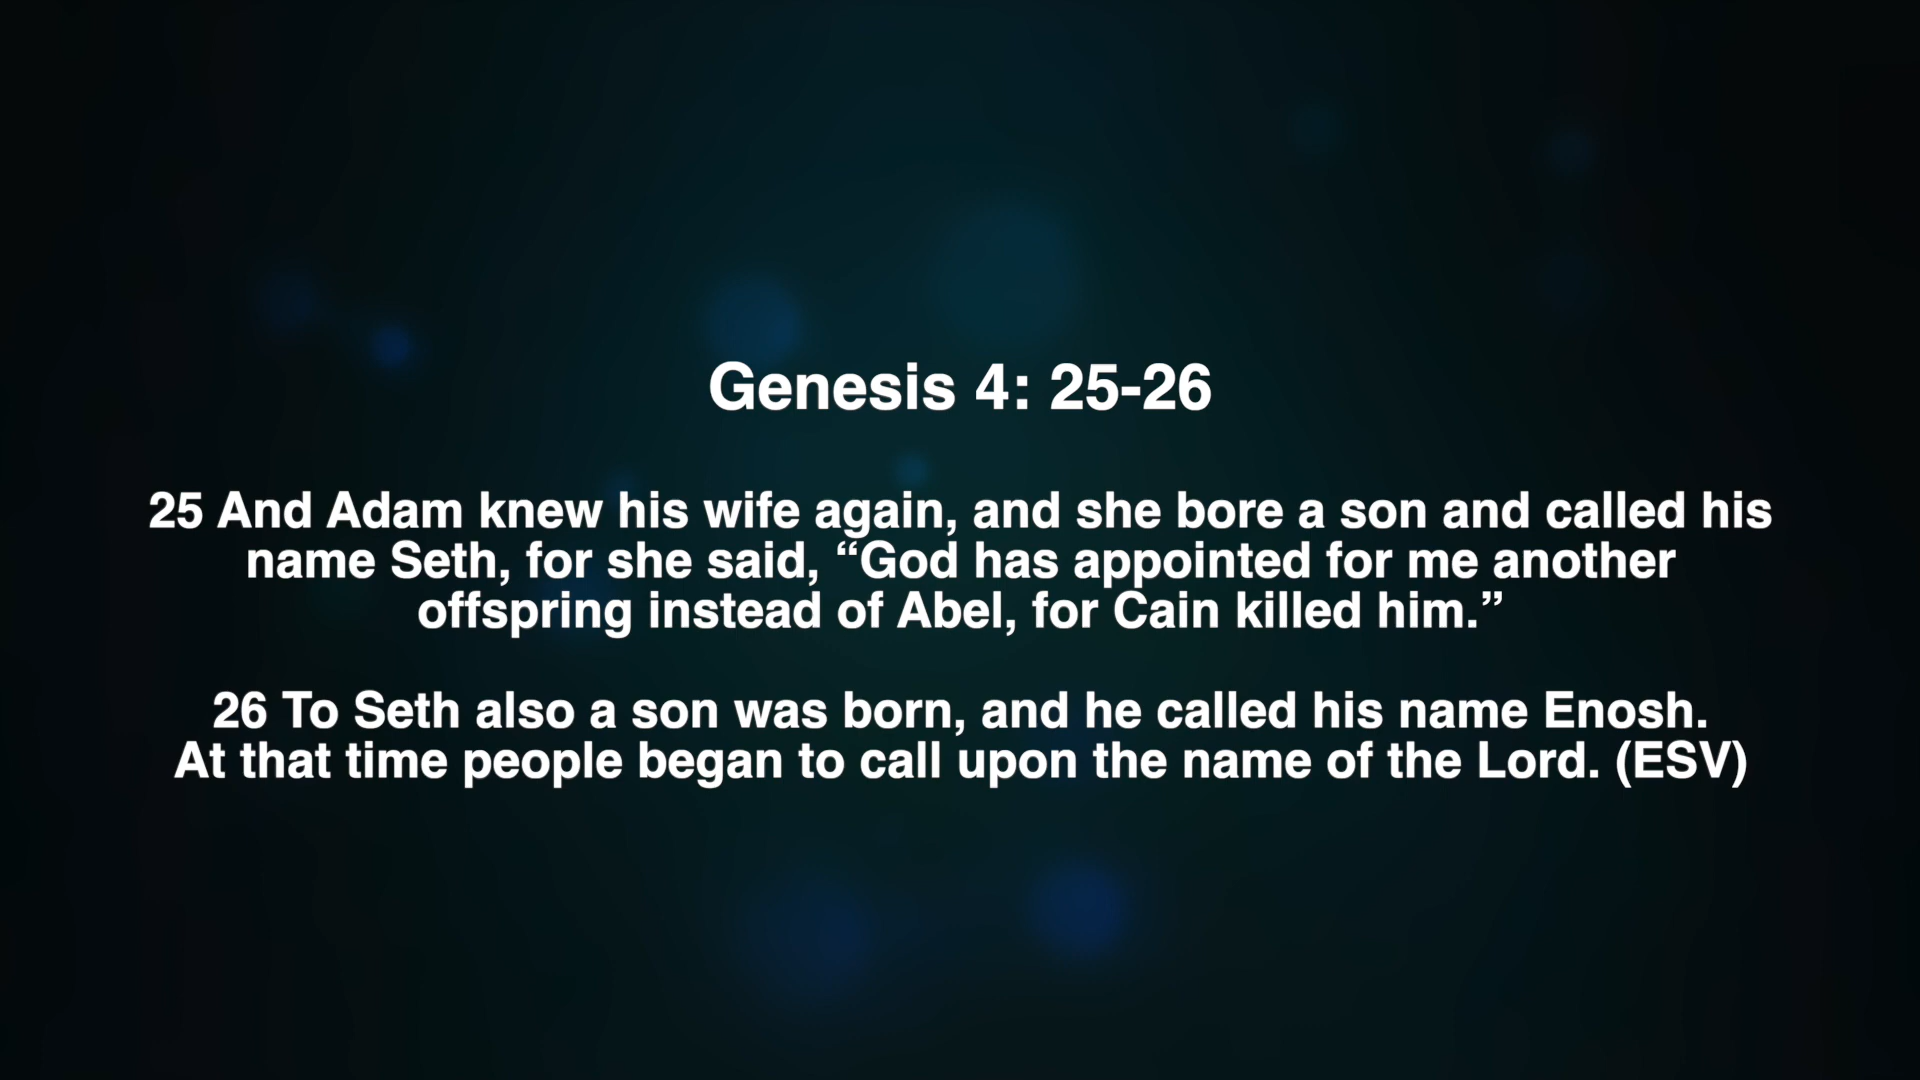 Genesis 4: 25-26
25 And Adam knew his wife again, and she bore a son and called his
name Seth, for she said, “God has appointed for me another
offspring instead of Abel, for Cain killed him.”
26 To Seth also a son was born, and he called his name Enosh.
At that time people began to call upon the name of the Lord. (ESV)